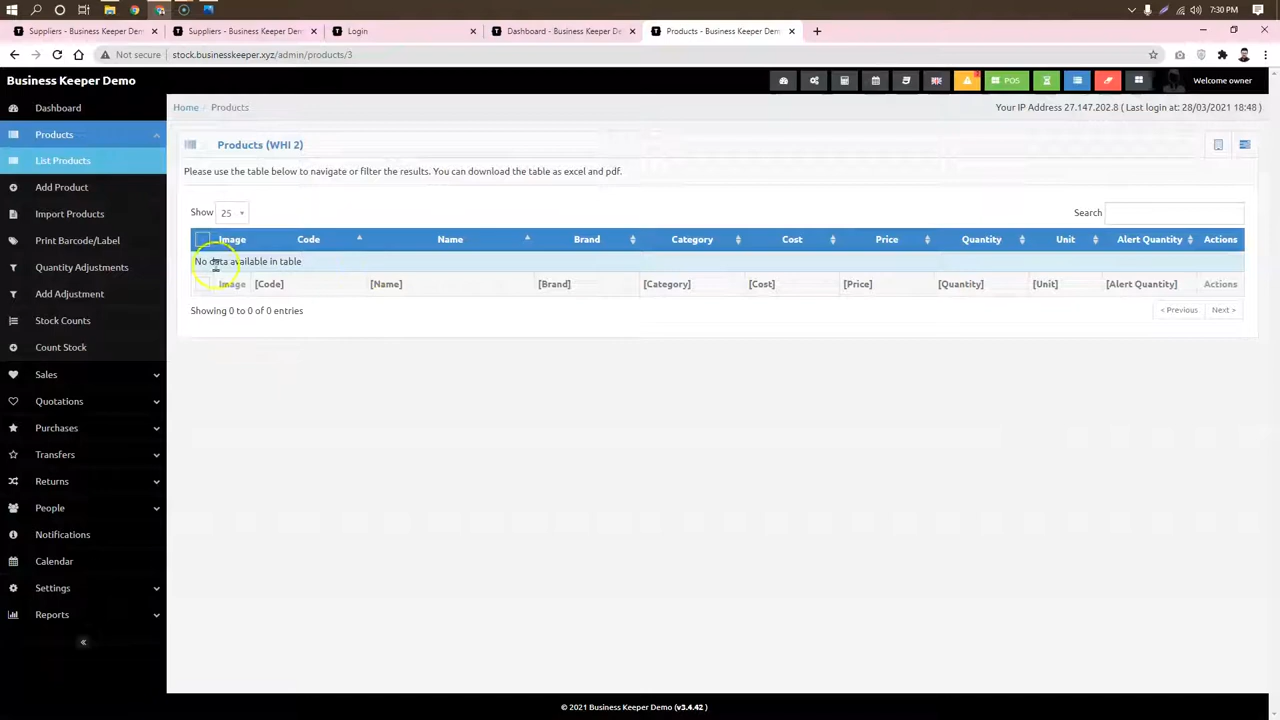 7:30 PM
Suppliers - Business Keeper Dem
Suppliers - Business Keeper Dem
Login
Dashboard - Business Keeper De
Products - Business Keeper Demo
Not secure
stock.businesskeeper.xyz/admin/products/3
Business Keeper Demo
POS
Welcome owner
Dashboard
Products
List Products
Add Product
Import Products
Print Barcode/Label
Quantity Adjustments
Add Adjustment
Stock Counts
Count Stock
Sales
Quotations
Purchases
Transfers
Returns
People
Notifications
Calendar
Settings
Reports
Home / Products
Your IP Address 27.147.202.8 ( Last login at: 28/03/2021 18:48 )
Products (WHI 2)
Please use the table below to navigate or filter the results. You can download the table as excel and pdf.
Show 25
Search
Image Code Name Brand Category Cost Price Quantity Unit Alert Quantity Actions
No data available in table
Image [Code] [Name] [Brand] [Category] [Cost] [Price] [Quantity] [Unit] [Alert Quantity] Actions
Showing 0 to 0 of 0 entries
< Previous Next >
© 2021 Business Keeper Demo (v3.4.42 )